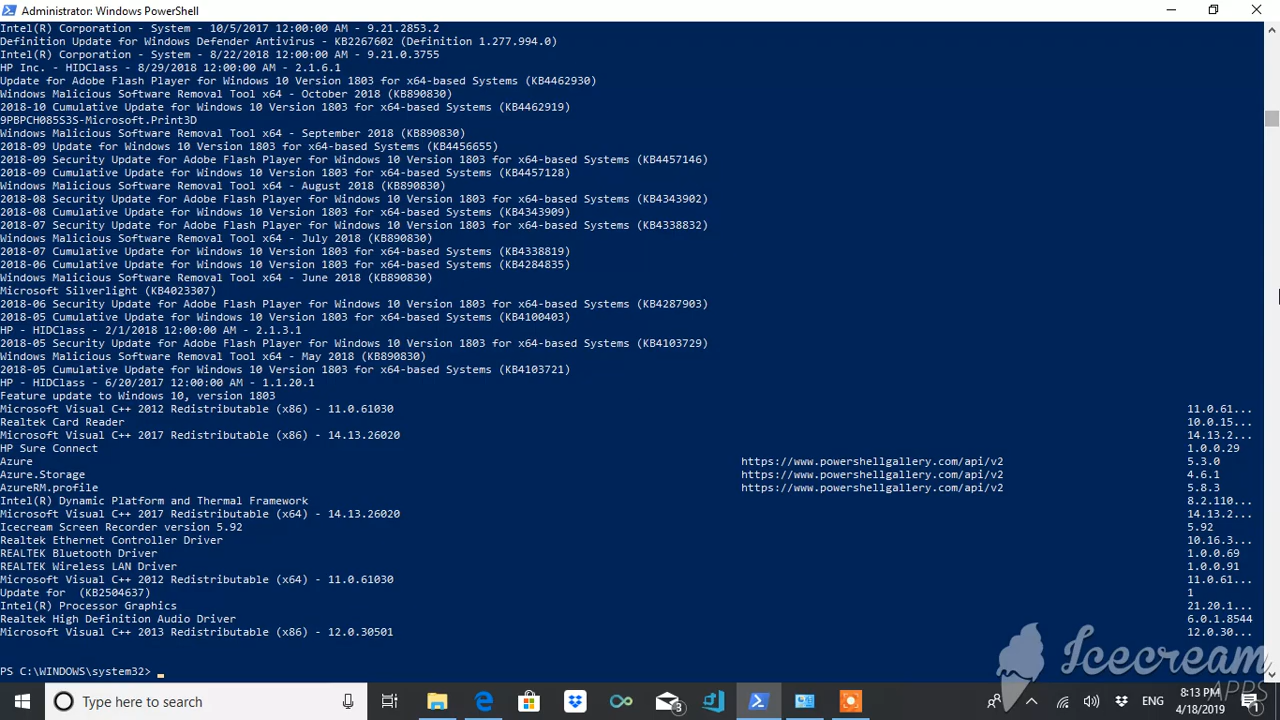 Administrator: Windows PowerShell
Intel(R) Corporation - System - 10/5/2017 12:00:00 AM - 9.21.2853.2
Definition Update for Windows Defender Antivirus - KB2267602 (Definition 1.277.994.0)
Intel(R) Corporation - System - 8/22/2018 12:00:00 AM - 9.21.0.3755
HP Inc. - HIDClass - 8/29/2018 12:00:00 AM - 2.1.6.1
Update for Adobe Flash Player for Windows 10 Version 1803 for x64-based Systems (KB4462930)
Windows Malicious Software Removal Tool x64 - October 2018 (KB890830)
2018-10 Cumulative Update for Windows 10 Version 1803 for x64-based Systems (KB4462919)
9PBPCH085S3S-Microsoft.Print3D
Windows Malicious Software Removal Tool x64 - September 2018 (KB890830)
2018-09 Update for Windows 10 Version 1803 for x64-based Systems (KB4456655)
2018-09 Security Update for Adobe Flash Player for Windows 10 Version 1803 for x64-based Systems (KB4457146)
2018-09 Cumulative Update for Windows 10 Version 1803 for x64-based Systems (KB4457128)
Windows Malicious Software Removal Tool x64 - August 2018 (KB890830)
2018-08 Security Update for Adobe Flash Player for Windows 10 Version 1803 for x64-based Systems (KB4343902)
2018-08 Cumulative Update for Windows 10 Version 1803 for x64-based Systems (KB4343909)
2018-07 Security Update for Adobe Flash Player for Windows 10 Version 1803 for x64-based Systems (KB4338832)
Windows Malicious Software Removal Tool x64 - July 2018 (KB890830)
2018-07 Cumulative Update for Windows 10 Version 1803 for x64-based Systems (KB4338819)
2018-06 Cumulative Update for Windows 10 Version 1803 for x64-based Systems (KB4284835)
Windows Malicious Software Removal Tool x64 - June 2018 (KB890830)
Microsoft Silverlight (KB4023307)
2018-06 Security Update for Adobe Flash Player for Windows 10 Version 1803 for x64-based Systems (KB4287903)
2018-05 Cumulative Update for Windows 10 Version 1803 for x64-based Systems (KB4100403)
HP - HIDClass - 2/1/2018 12:00:00 AM - 2.1.3.1
2018-05 Security Update for Adobe Flash Player for Windows 10 Version 1803 for x64-based Systems (KB4103729)
Windows Malicious Software Removal Tool x64 - May 2018 (KB890830)
2018-05 Cumulative Update for Windows 10 Version 1803 for x64-based Systems (KB4103721)
HP - HIDClass - 6/20/2017 12:00:00 AM - 1.1.20.1
Feature update to Windows 10, version 1803
Microsoft Visual C++ 2012 Redistributable (x86) - 11.0.61030 11.0.61...
Realtek Card Reader 10.0.15...
Microsoft Visual C++ 2017 Redistributable (x86) - 14.13.26020 14.13.2...
HP Sure Connect 1.0.0.29
Azure https://www.powershellgallery.com/api/v2 5.3.0
Azure.Storage https://www.powershellgallery.com/api/v2 4.6.1
AzureRM.profile https://www.powershellgallery.com/api/v2 5.8.3
Intel(R) Dynamic Platform and Thermal Framework 8.2.110...
Microsoft Visual C++ 2017 Redistributable (x64) - 14.13.26020 14.13.2...
Icecream Screen Recorder version 5.92 5.92
Realtek Ethernet Controller Driver 10.16.3...
REALTEK Bluetooth Driver 1.0.0.69
REALTEK Wireless LAN Driver 1.0.0.91
Microsoft Visual C++ 2012 Redistributable (x64) - 11.0.61030 11.0.61...
Update for (KB2504637) 1
Intel(R) Processor Graphics 21.20.1...
Realtek High Definition Audio Driver 6.0.1.8544
Microsoft Visual C++ 2013 Redistributable (x86) - 12.0.30501 12.0.30...
PS C:\WINDOWS\system32>
Icecream
APPS
Type here to search
3
ENG
8:13 PM
4/18/2019
1